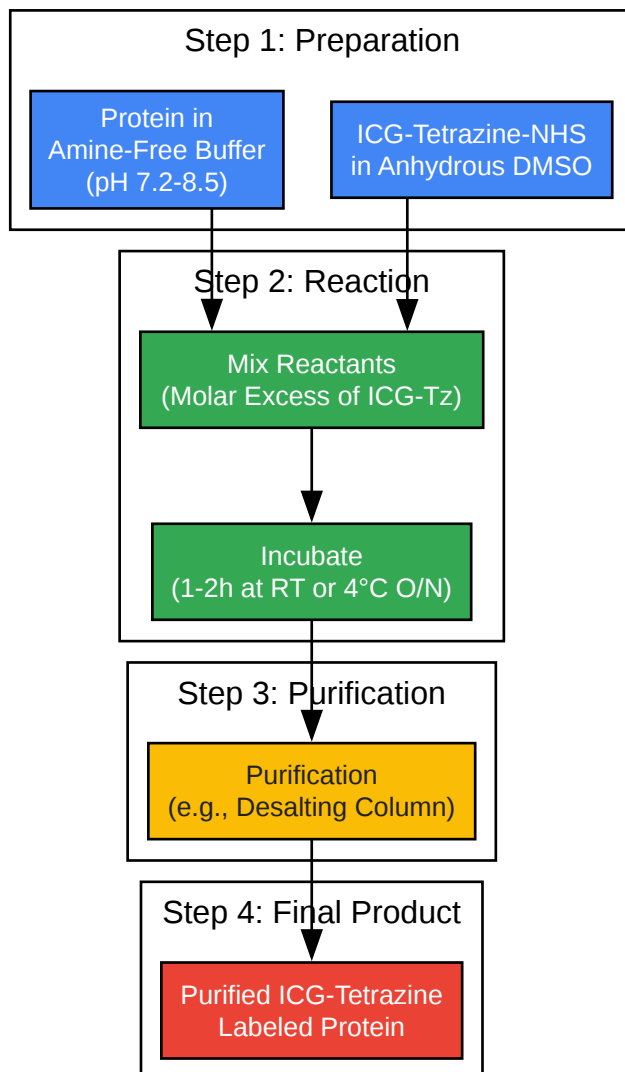 Step 1: Preparation
Protein in
Amine-Free Buffer
(pH 7.2-8.5)
ICG-Tetrazine-NHS
in Anhydrous DMSO
Step 2: Reaction
Mix Reactants
(Molar Excess of ICG-Tz)
Incubate
(1-2h at RT or 4°C O/N)
Step 3: Purification
Purification
(e.g., Desalting Column)
Step 4: Final Product
Purified ICG-Tetrazine
Labeled Protein